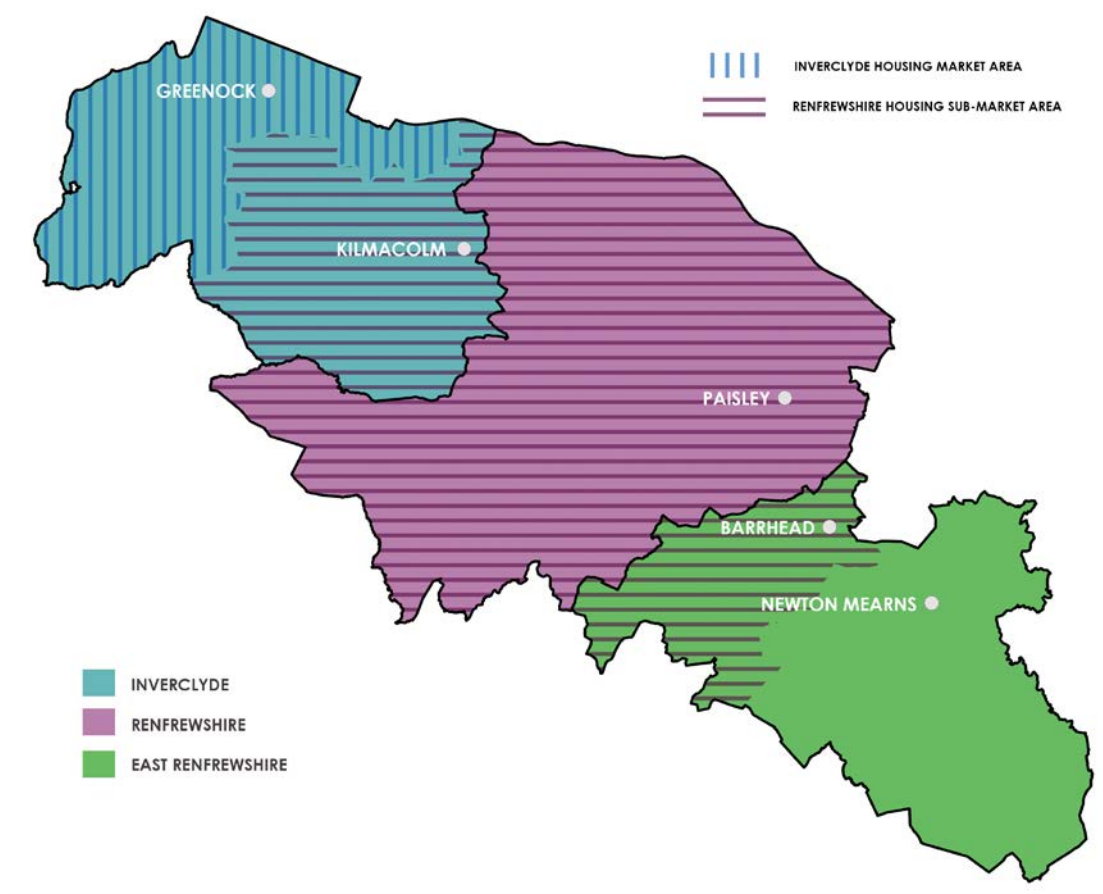 GREENOCK
INVERCLYDE HOUSING MARKET AREA
RENFREWSHIRE HOUSING SUB-MARKET AREA
KILMACOLM
PAISLEY
BARRHEAD
NEWTON MEARNS
INVERCLYDE
RENFREWSHIRE
EAST RENFREWSHIRE